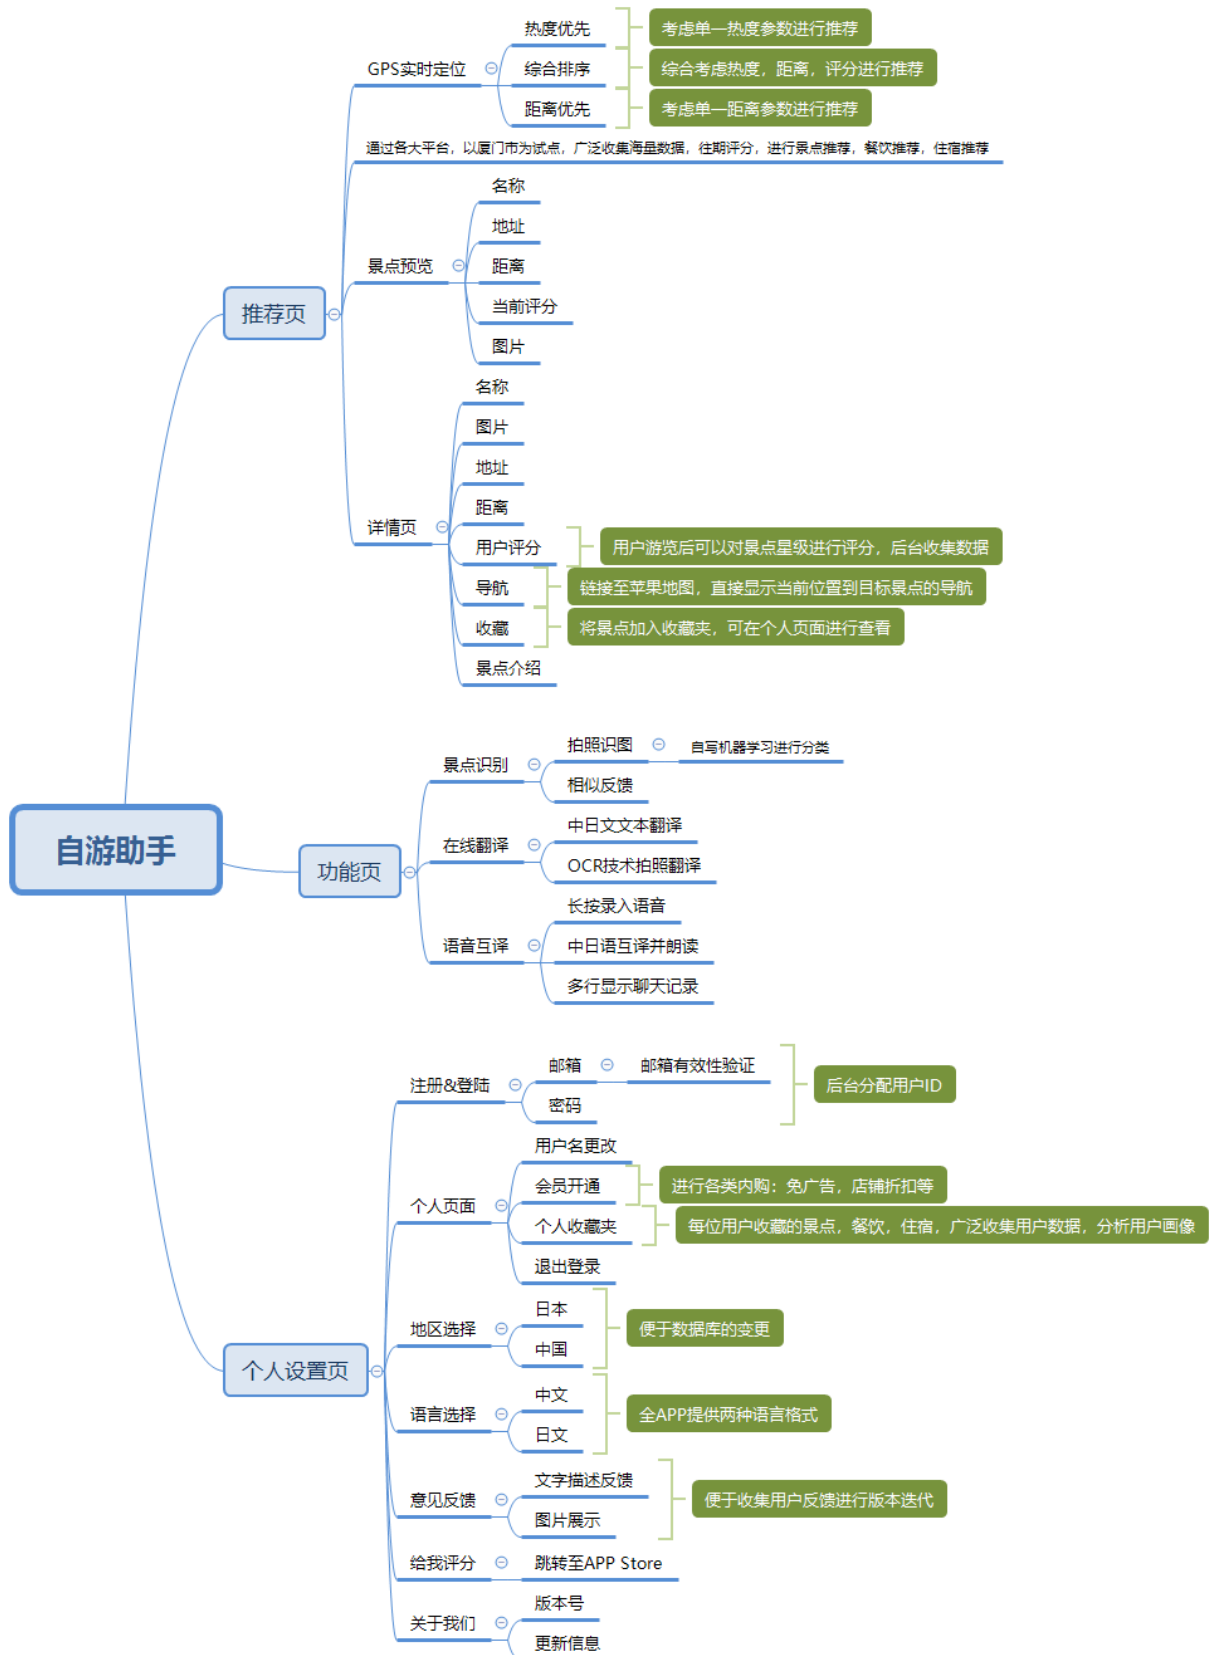 自游助手
推荐页
GPS实时定位
热度优先
考虑单一热度参数进行推荐
综合排序
综合考虑热度，距离，评分进行推荐
距离优先
考虑单一距离参数进行推荐
通过各大平台，以厦门市为试点，广泛收集海量数据，往期评分，进行景点推荐，餐饮推荐，住宿推荐
景点预览
名称
地址
距离
当前评分
图片
详情页
名称
图片
地址
距离
用户评分
用户游览后可以对景点星级进行评分，后台收集数据
导航
链接至苹果地图，直接显示当前位置到目标景点的导航
收藏
将景点加入收藏夹，可在个人页面进行查看
景点介绍
功能页
景点识别
拍照识图
自写机器学习进行分类
相似反馈
在线翻译
中日文文本翻译
OCR技术拍照翻译
语音互译
长按录入语音
中日语互译并朗读
多行显示聊天记录
个人设置页
注册&登陆
邮箱
邮箱有效性验证
密码
后台分配用户ID
个人页面
用户名更改
会员开通
进行各类内购：免广告，店铺折扣等
个人收藏夹
每位用户收藏的景点，餐饮，住宿，广泛收集用户数据，分析用户画像
退出登录
地区选择
日本
中国
便于数据库的变更
语言选择
中文
日文
全APP提供两种语言格式
意见反馈
文字描述反馈
图片展示
便于收集用户反馈进行版本迭代
给我评分
跳转至APP Store
关于我们
版本号
更新信息